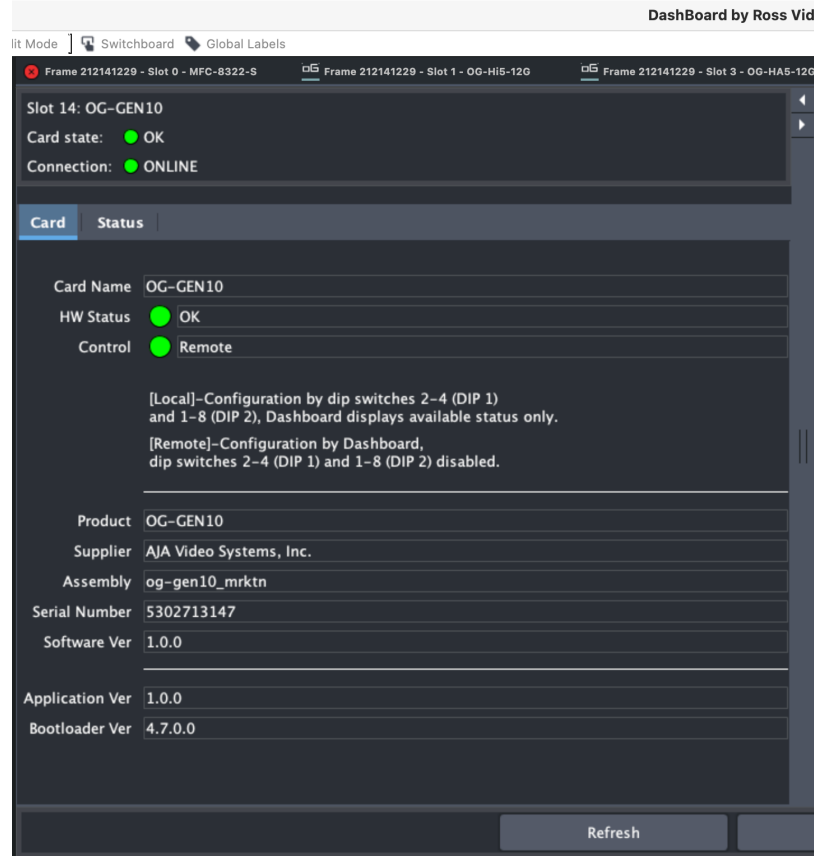 DashBoard by Ross Vid
lit Mode ] Switchboard Global Labels
Frame 212141229 - Slot 0 - MFC-8322-S oG Frame 212141229 - Slot 1 - OG-Hi5-12G oG Frame 212141229 - Slot 3 - OG-HA5-12G
Slot 14: OG-GEN10
Card state: OK
Connection: ONLINE
Card Status
Card Name OG-GEN10
HW Status OK
Control Remote
[Local]-Configuration by dip switches 2-4 (DIP 1)
and 1-8 (DIP 2), Dashboard displays available status only.
[Remote]-Configuration by Dashboard,
dip switches 2-4 (DIP 1) and 1-8 (DIP 2) disabled.
Product OG-GEN10
Supplier AJA Video Systems, Inc.
Assembly og-gen10_mrktn
Serial Number 5302713147
Software Ver 1.0.0
Application Ver 1.0.0
Bootloader Ver 4.7.0.0
Refresh